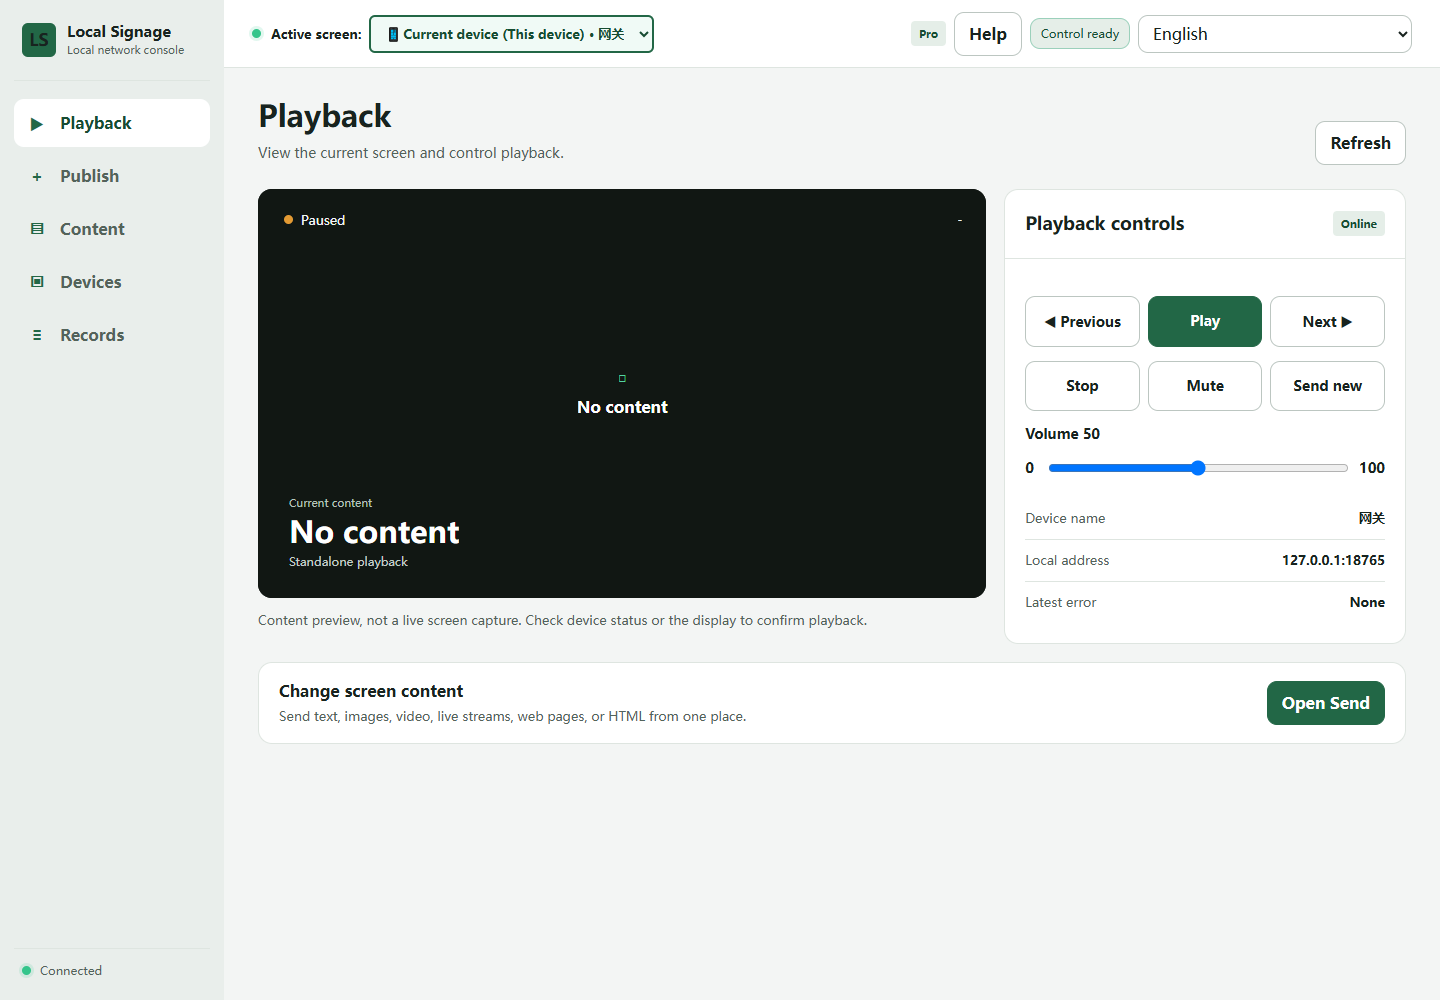 LS
Local Signage
Local network console
Playback
Publish
Content
Devices
Records
Connected
Active screen:
Current device (This device) • 网关
Pro
Help
Control ready
English
Playback
View the current screen and control playback.
Refresh
Paused
-
No content
Current content
No content
Standalone playback
Content preview, not a live screen capture. Check device status or the display to confirm playback.
Playback controls
Online
◀ Previous
Play
Next ▶
Stop
Mute
Send new
Volume 50
0
100
Device name
网关
Local address
127.0.0.1:18765
Latest error
None
Change screen content
Send text, images, video, live streams, web pages, or HTML from one place.
Open Send